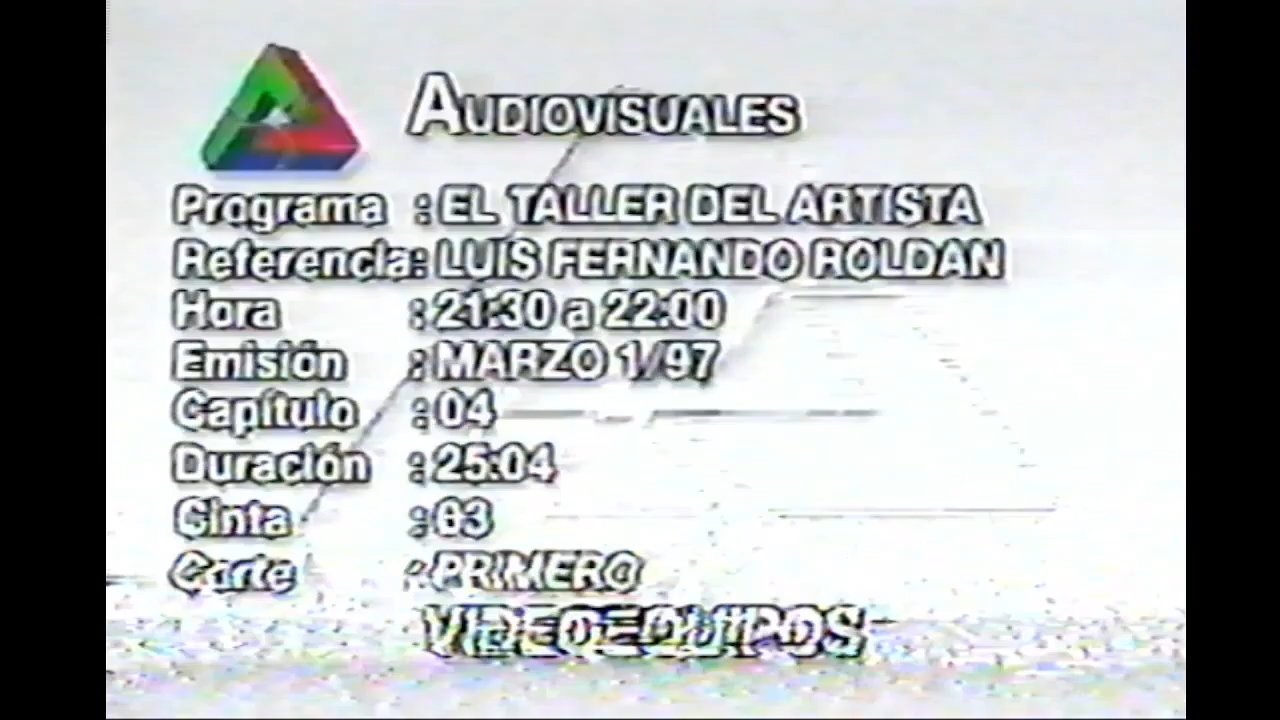 AUDIOVISUALES
Programa : EL TALLER DEL ARTISTA
Referencia: LUIS FERNANDO ROLDAN
Hora : 21:30 a 22:00
Emisión : MARZO 1/97
Capítulo : 04
Duración : 25:04
Cinta : 03
Corte : PRIMERO
VIDEOEQUIPOS